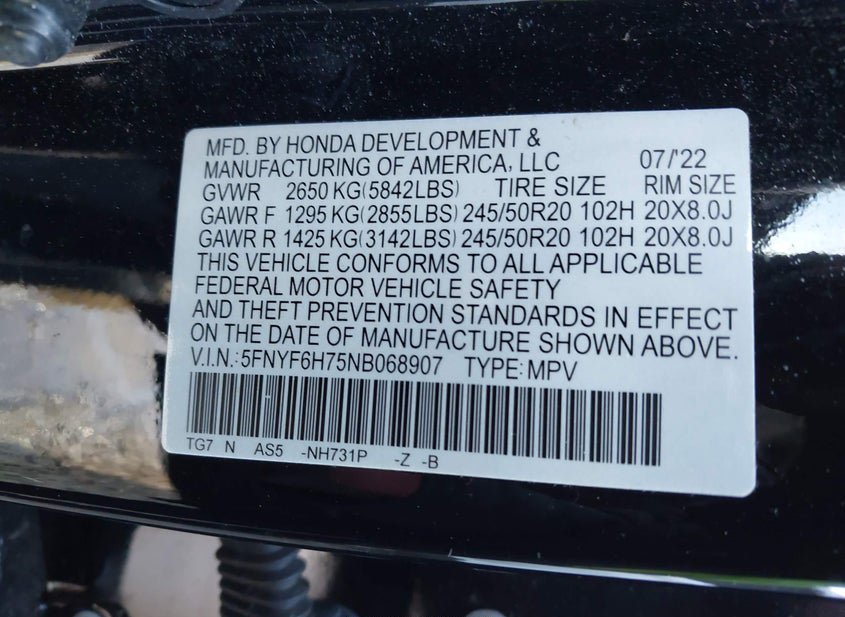 MFD. BY HONDA DEVELOPMENT &
MANUFACTURING OF AMERICA, LLC 07/'22
GVWR 2650 KG(5842LBS) TIRE SIZE RIM SIZE
GAWR F 1295 KG(2855LBS) 245/50R20 102H 20X8.0J
GAWR R 1425 KG(3142LBS) 245/50R20 102H 20X8.0J
THIS VEHICLE CONFORMS TO ALL APPLICABLE
FEDERAL MOTOR VEHICLE SAFETY
AND THEFT PREVENTION STANDARDS IN EFFECT
ON THE DATE OF MANUFACTURE SHOWN ABOVE.
V.I.N.:5FNYF6H75NB068907 TYPE:MPV
TG7 N AS5 -NH731P -Z -B